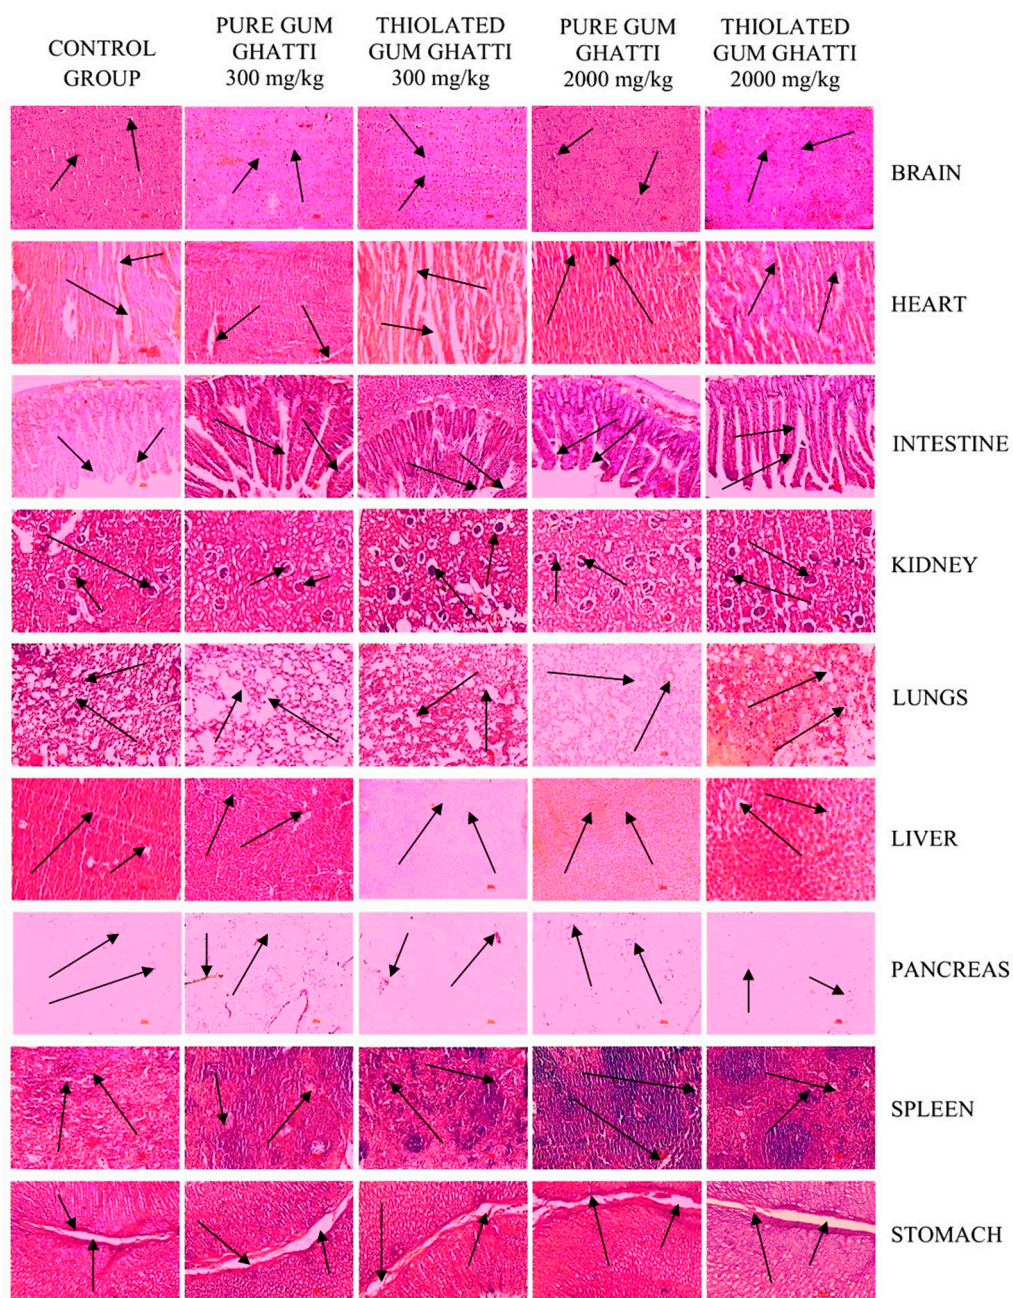 CONTROL
GROUP
PURE GUM
GHATTI
300 mg/kg
THIOLATED
GUM GHATTI
300 mg/kg
PURE GUM
GHATTI
2000 mg/kg
THIOLATED
GUM GHATTI
2000 mg/kg
BRAIN
HEART
INTESTINE
KIDNEY
LUNGS
LIVER
PANCREAS
SPLEEN
STOMACH